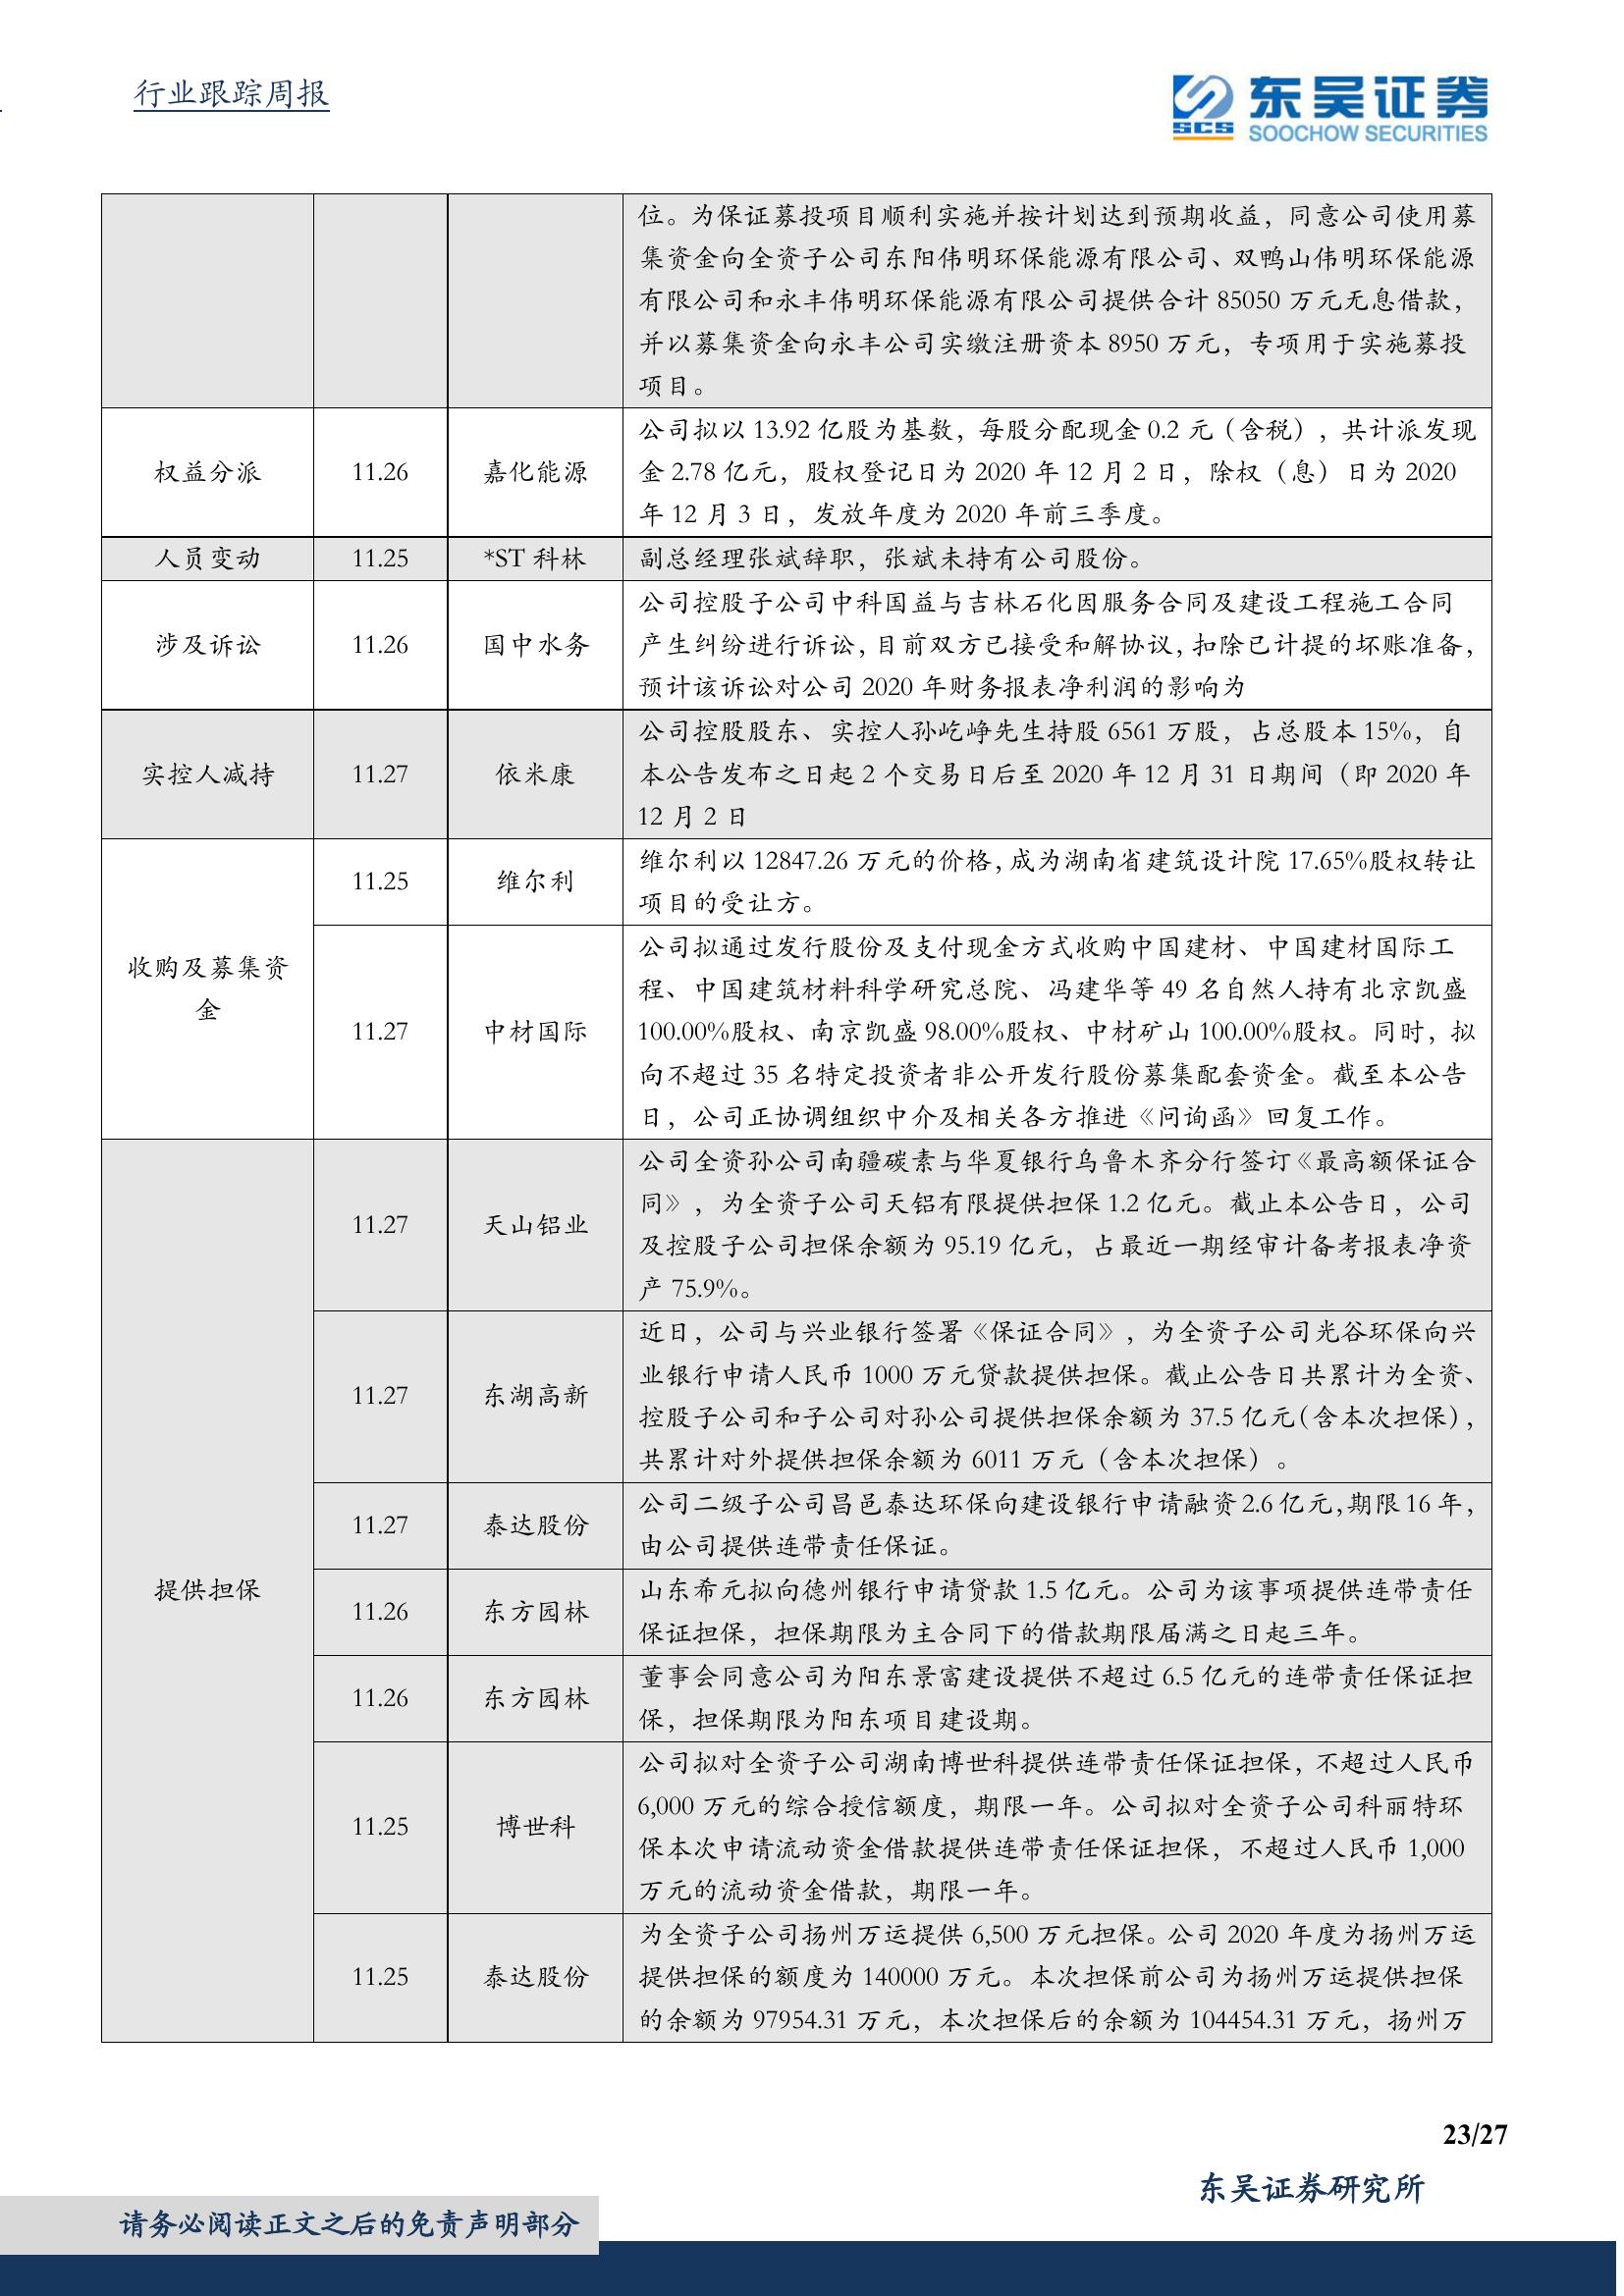 行业跟踪周报
SCS
东吴证券
SOOCHOW SECURITIES
位。为保证募投项目顺利实施并按计划达到预期收益，同意公司使用募
集资金向全资子公司东阳伟明环保能源有限公司、双鸭山伟明环保能源
有限公司和永丰伟明环保能源有限公司提供合计 85050 万元无息借款，
并以募集资金向永丰公司实缴注册资本 8950 万元，专项用于实施募投
项目。
权益分派
11.26
嘉化能源
公司拟以 13.92 亿股为基数，每股分配现金 0.2 元（含税），共计派发现
金 2.78 亿元，股权登记日为 2020 年 12 月 2 日，除权（息）日为 2020
年 12 月 3 日，发放年度为 2020 年前三季度。
人员变动
11.25
*ST 科林
副总经理张斌辞职，张斌未持有公司股份。
涉及诉讼
11.26
国中水务
公司控股子公司中科国益与吉林石化因服务合同及建设工程施工合同
产生纠纷进行诉讼，目前双方已接受和解协议，扣除已计提的坏账准备，
预计该诉讼对公司 2020 年财务报表净利润的影响为
实控人减持
11.27
依米康
公司控股股东、实控人孙屹峥先生持股 6561 万股，占总股本 15%，自
本公告发布之日起 2 个交易日后至 2020 年 12 月 31 日期间（即 2020 年
12 月 2 日
收购及募集资
金
11.25
维尔利
维尔利以 12847.26 万元的价格，成为湖南省建筑设计院 17.65%股权转让
项目的受让方。
11.27
中材国际
公司拟通过发行股份及支付现金方式收购中国建材、中国建材国际工
程、中国建筑材料科学研究总院、冯建华等 49 名自然人持有北京凯盛
100.00%股权、南京凯盛 98.00%股权、中材矿山 100.00%股权。同时，拟
向不超过 35 名特定投资者非公开发行股份募集配套资金。截至本公告
日，公司正协调组织中介及相关各方推进《问询函》回复工作。
提供担保
11.27
天山铝业
公司全资孙公司南疆碳素与华夏银行乌鲁木齐分行签订《最高额保证合
同》，为全资子公司天铝有限提供担保 1.2 亿元。截止本公告日，公司
及控股子公司担保余额为 95.19 亿元，占最近一期经审计备考报表净资
产 75.9%。
11.27
东湖高新
近日，公司与兴业银行签署《保证合同》，为全资子公司光谷环保向兴
业银行申请人民币 1000 万元贷款提供担保。截止公告日共累计为全资、
控股子公司和子公司对孙公司提供担保余额为 37.5 亿元（含本次担保），
共累计对外提供担保余额为 6011 万元（含本次担保）。
11.27
泰达股份
公司二级子公司昌邑泰达环保向建设银行申请融资 2.6 亿元，期限 16 年，
由公司提供连带责任保证。
11.26
东方园林
山东希元拟向德州银行申请贷款 1.5 亿元。公司为该事项提供连带责任
保证担保，担保期限为主合同下的借款期限届满之日起三年。
11.26
东方园林
董事会同意公司为阳东景富建设提供不超过 6.5 亿元的连带责任保证担
保，担保期限为阳东项目建设期。
11.25
博世科
公司拟对全资子公司湖南博世科提供连带责任保证担保，不超过人民币
6,000 万元的综合授信额度，期限一年。公司拟对全资子公司科丽特环
保本次申请流动资金借款提供连带责任保证担保，不超过人民币 1,000
万元的流动资金借款，期限一年。
11.25
泰达股份
为全资子公司扬州万运提供 6,500 万元担保。公司 2020 年度为扬州万运
提供担保的额度为 140000 万元。本次担保前公司为扬州万运提供担保
的余额为 97954.31 万元，本次担保后的余额为 104454.31 万元，扬州万
23/27
东吴证券研究所
请务必阅读正文之后的免责声明部分